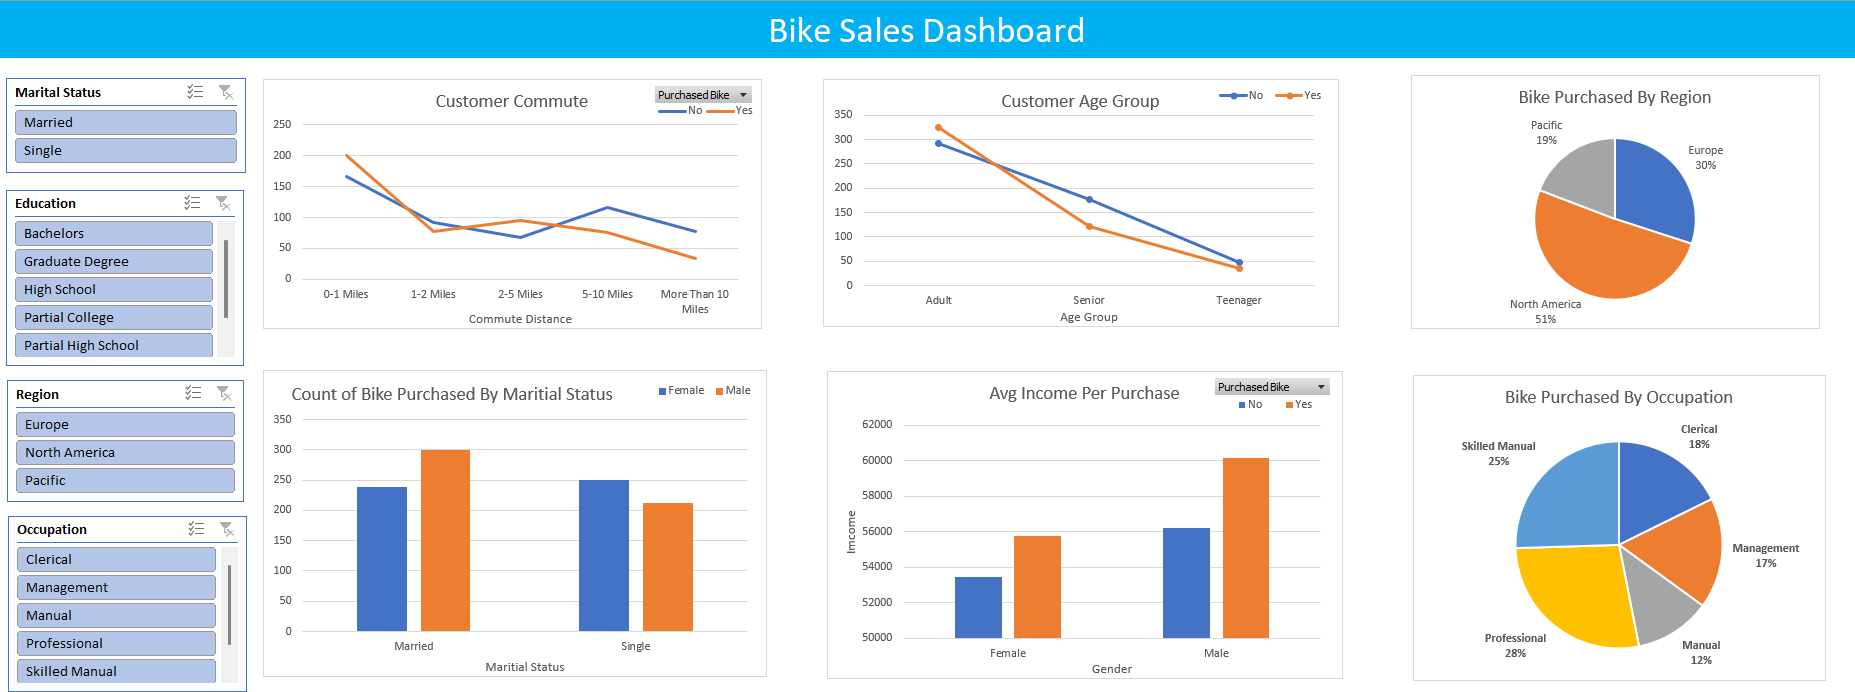 Bike Sales Dashboard
Marital Status
Married
Single
Education
Bachelors
Graduate Degree
High School
Partial College
Partial High School
Region
Europe
North America
Pacific
Occupation
Clerical
Management
Manual
Professional
Skilled Manual
Customer Commute
Purchased Bike
No Yes
250
200
150
100
50
0
0-1 Miles 1-2 Miles 2-5 Miles 5-10 Miles More Than 10
Miles
Commute Distance
Customer Age Group
No Yes
350
300
250
200
150
100
50
0
Adult Senior Teenager
Age Group
Bike Purchased By Region
Pacific
19%
Europe
30%
North America
51%
Count of Bike Purchased By Maritial Status
Female Male
350
300
250
200
150
100
50
0
Married Single
Maritial Status
Avg Income Per Purchase
Purchased Bike
No Yes
Imcome
62000
60000
58000
56000
54000
52000
50000
Female Male
Gender
Bike Purchased By Occupation
Clerical
18%
Skilled Manual
25%
Management
17%
Professional
28%
Manual
12%